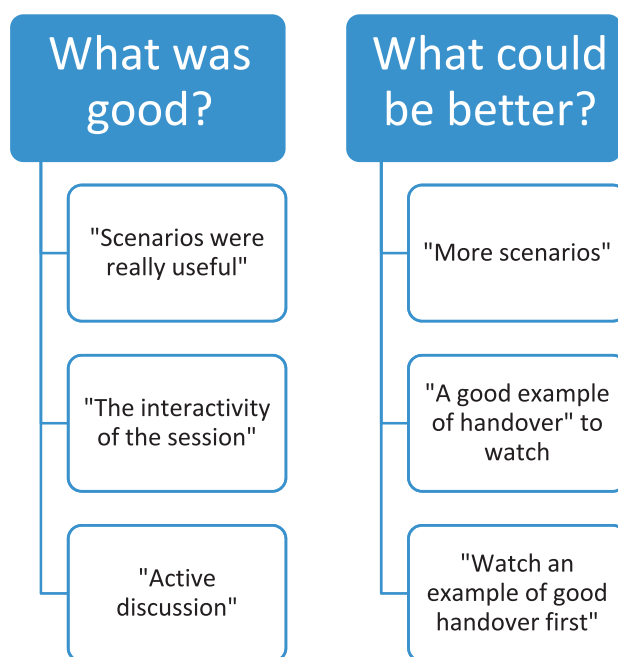 What was
good?
"Scenarios were
really useful"
"The interactivity
of the session"
"Active
discussion"
What could
be better?
"More scenarios"
"A good example
of handover" to
watch
"Watch an
example of good
handover first"